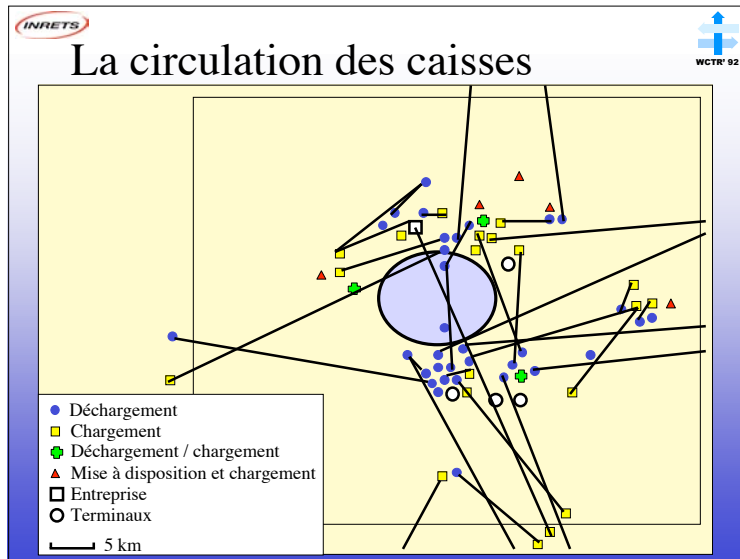 INRETS
WCTR' 92
La circulation des caisses
Déchargement
Chargement
Déchargement / chargement
Mise à disposition et chargement
Entreprise
Terminaux
5 km